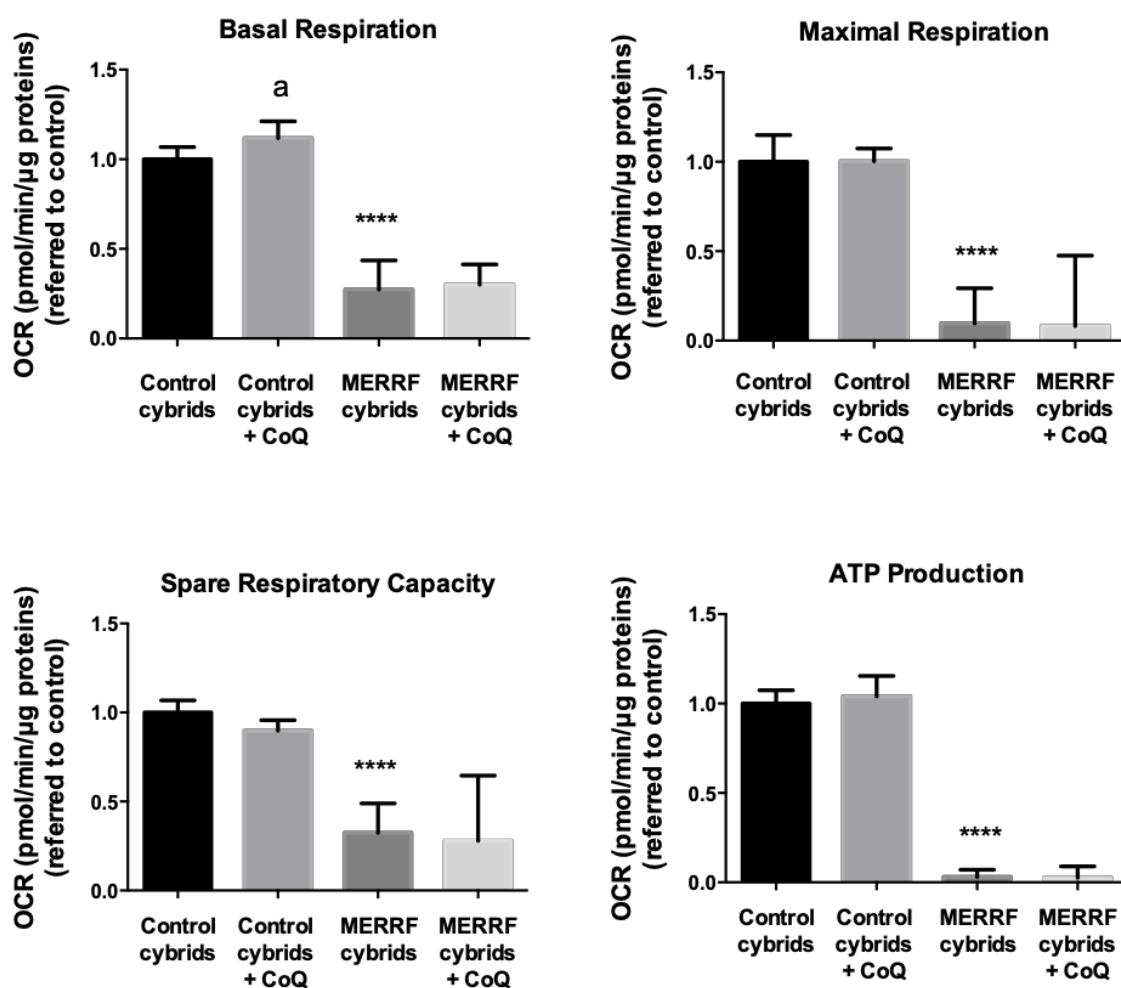 Basal Respiration
OCR (pmol/min/µg proteins)
(referred to control)
1.5
1.0
0.5
0.0
a
****
Control
cybrids
Control
cybrids
+ CoQ
MERRF
cybrids
MERRF
cybrids
+ CoQ
Maximal Respiration
OCR (pmol/min/µg proteins)
(referred to control)
1.5
1.0
0.5
0.0
****
Control
cybrids
Control
cybrids
+ CoQ
MERRF
cybrids
MERRF
cybrids
+ CoQ
Spare Respiratory Capacity
OCR (pmol/min/µg proteins)
(referred to control)
1.5
1.0
0.5
0.0
****
Control
cybrids
Control
cybrids
+ CoQ
MERRF
cybrids
MERRF
cybrids
+ CoQ
ATP Production
OCR (pmol/min/µg proteins)
(referred to control)
1.5
1.0
0.5
0.0
****
Control
cybrids
Control
cybrids
+ CoQ
MERRF
cybrids
MERRF
cybrids
+ CoQ